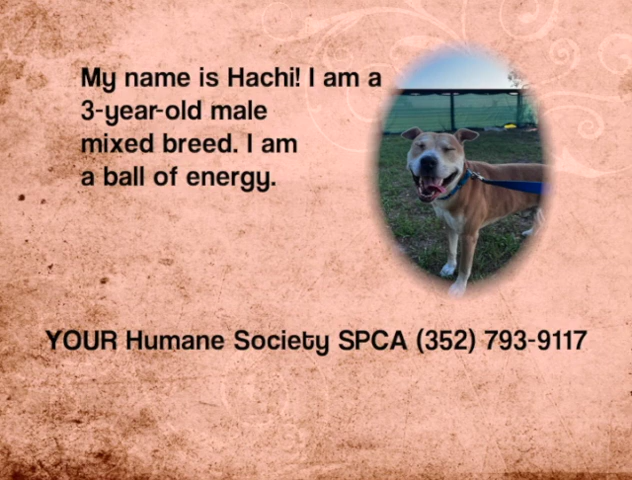 My name is Hachi! I am a
3-year-old male
mixed breed. I am
a ball of energy.
YOUR Humane Society SPCA (352) 793-9117